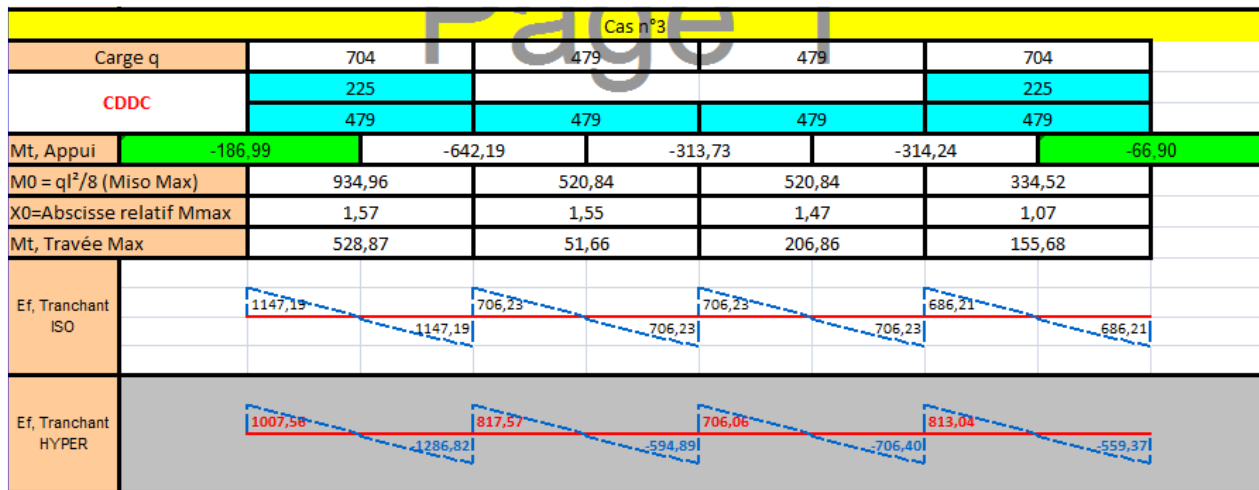 Page 1
Cas n°3
Carge q 704 479 479 704
CDDC
225 225
479 479 479 479
Mt, Appui -186,99 -642,19 -313,73 -314,24 -66,90
M0 = ql²/8 (Miso Max) 934,96 520,84 520,84 334,52
X0=Abscisse relatif Mmax 1,57 1,55 1,47 1,07
Mt, Travée Max 528,87 51,66 206,86 155,68
Ef, Tranchant
ISO
1147,19 706,23 706,23 686,21
1147,19 706,23 706,23 686,21
Ef, Tranchant
HYPER
1007,56 817,57 706,06 813,04
-1286,82 -594,89 -706,40 -559,37